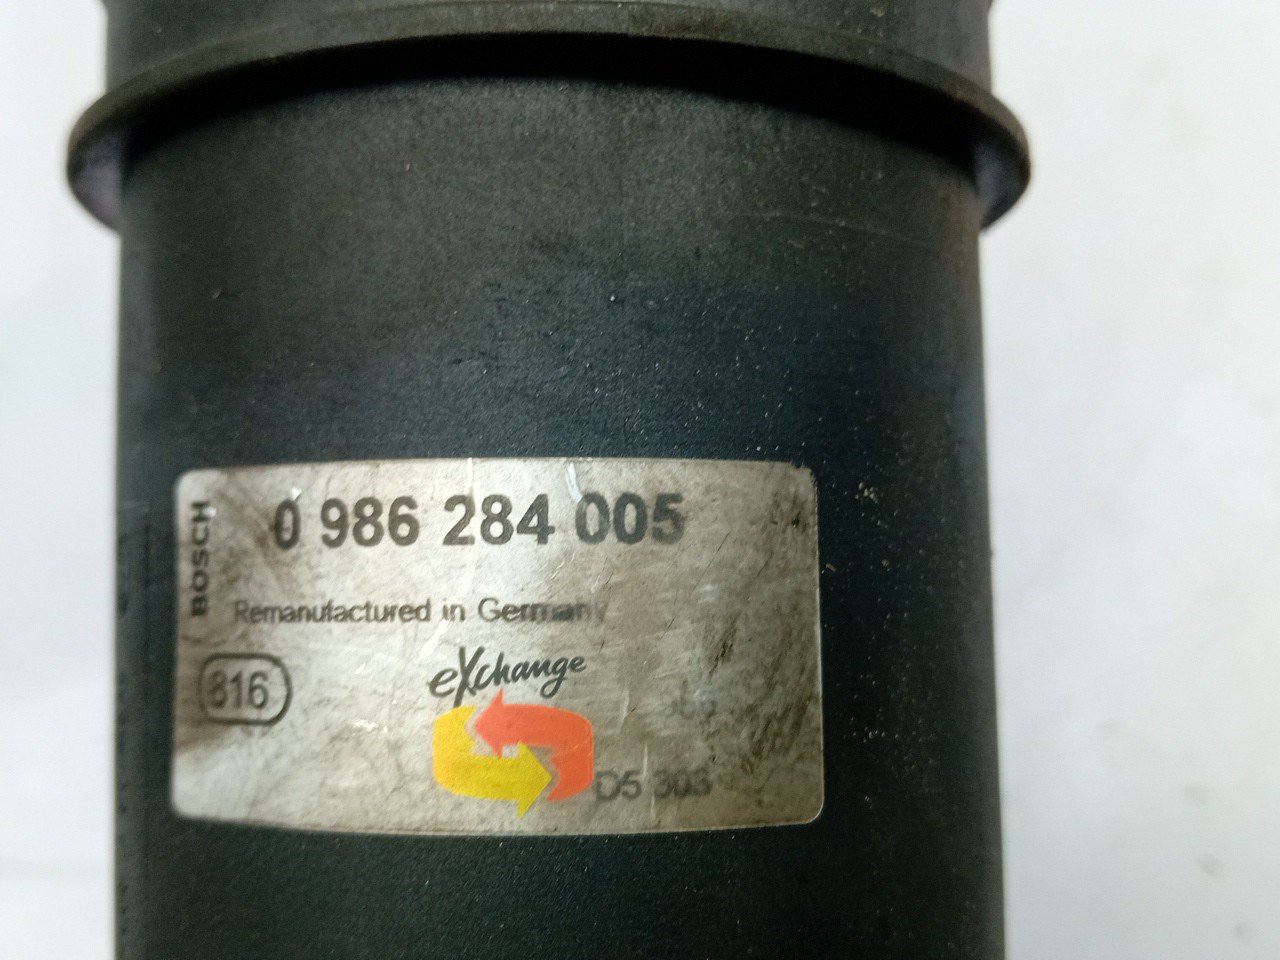 BOSCH
0 986 284 005
Remanufactured in Germany
816
eXchange
D5 303